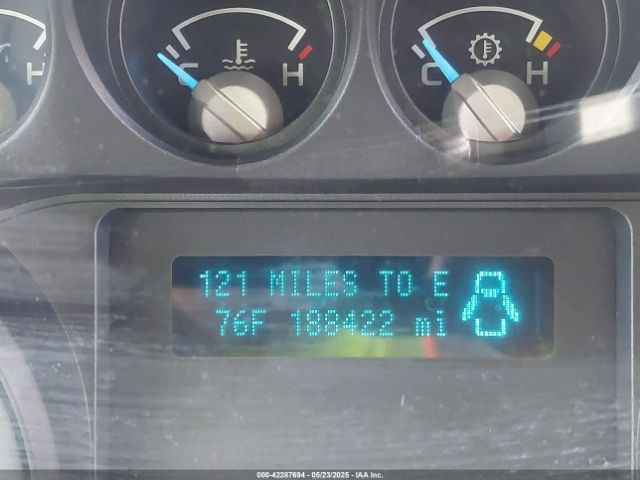 H
C H
C H
121 MILES TO E
76F 188422 mi
000-42287694 - 05/23/2025 - IAA Inc.